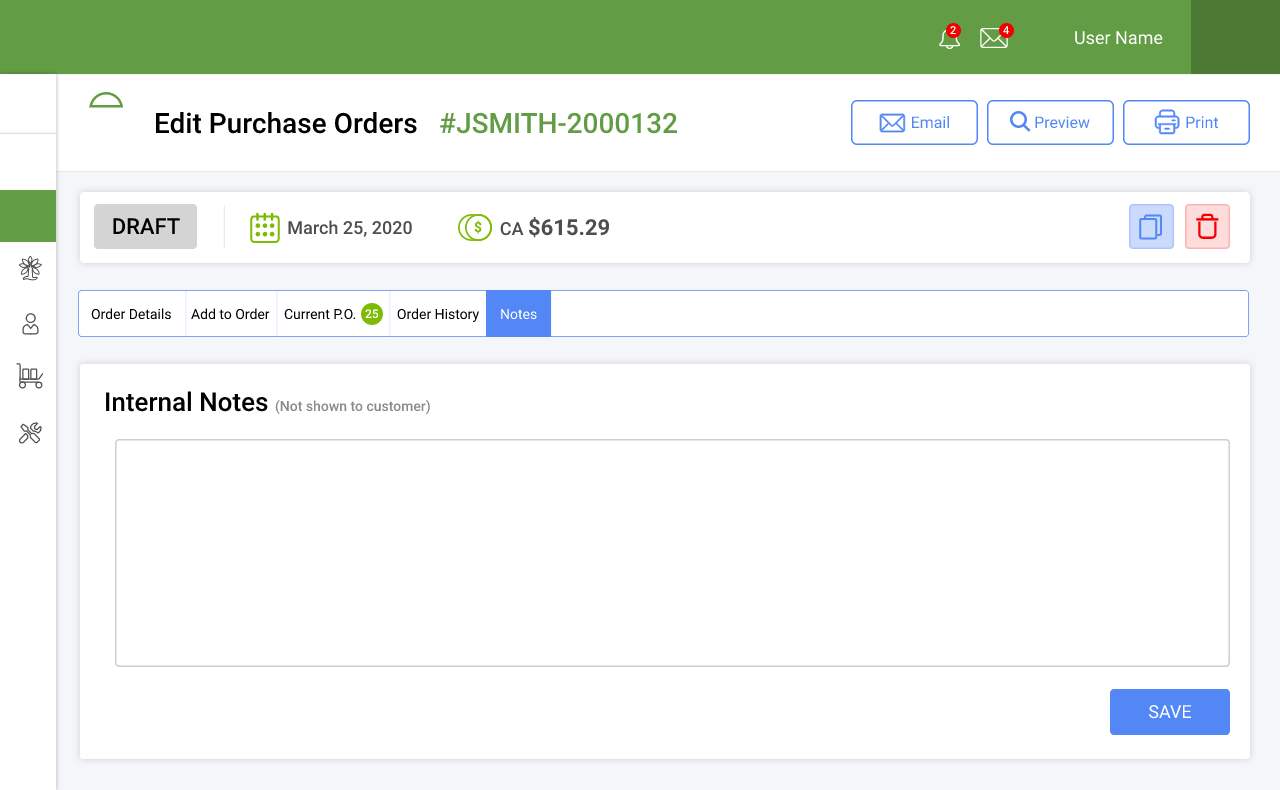 2
4
User Name
Edit Purchase Orders #JSMITH-2000132
Email
Preview
Print
DRAFT
March 25, 2020
$
CA $615.29
Order Details
Add to Order
Current P.O. 25
Order History
Notes
Internal Notes (Not shown to customer)
SAVE